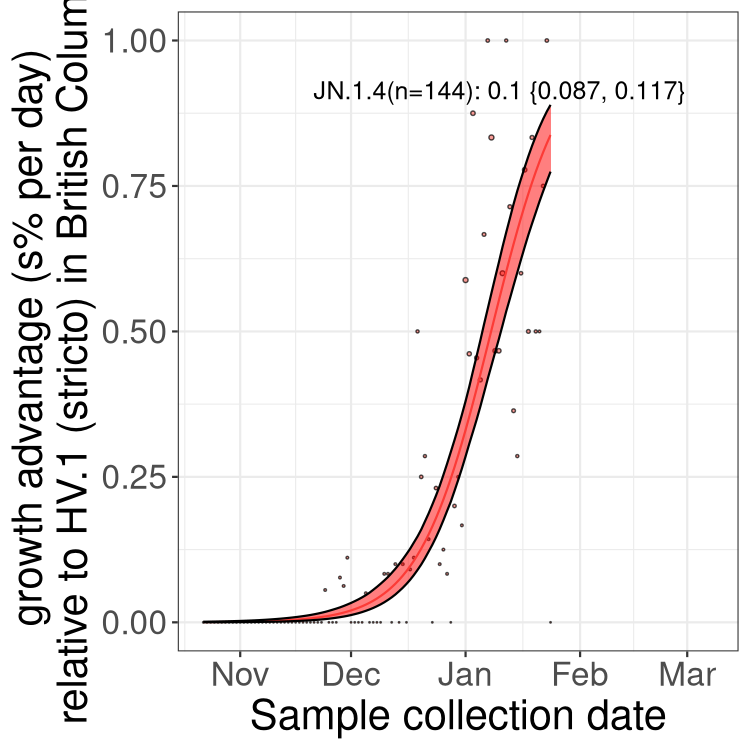 growth advantage (s% per day)
relative to HV.1 (stricto) in British Colum
1.00
0.75
0.50
0.25
0.00
JN.1.4(n=144): 0.1 {0.087, 0.117}
Nov Dec Jan Feb Mar
Sample collection date